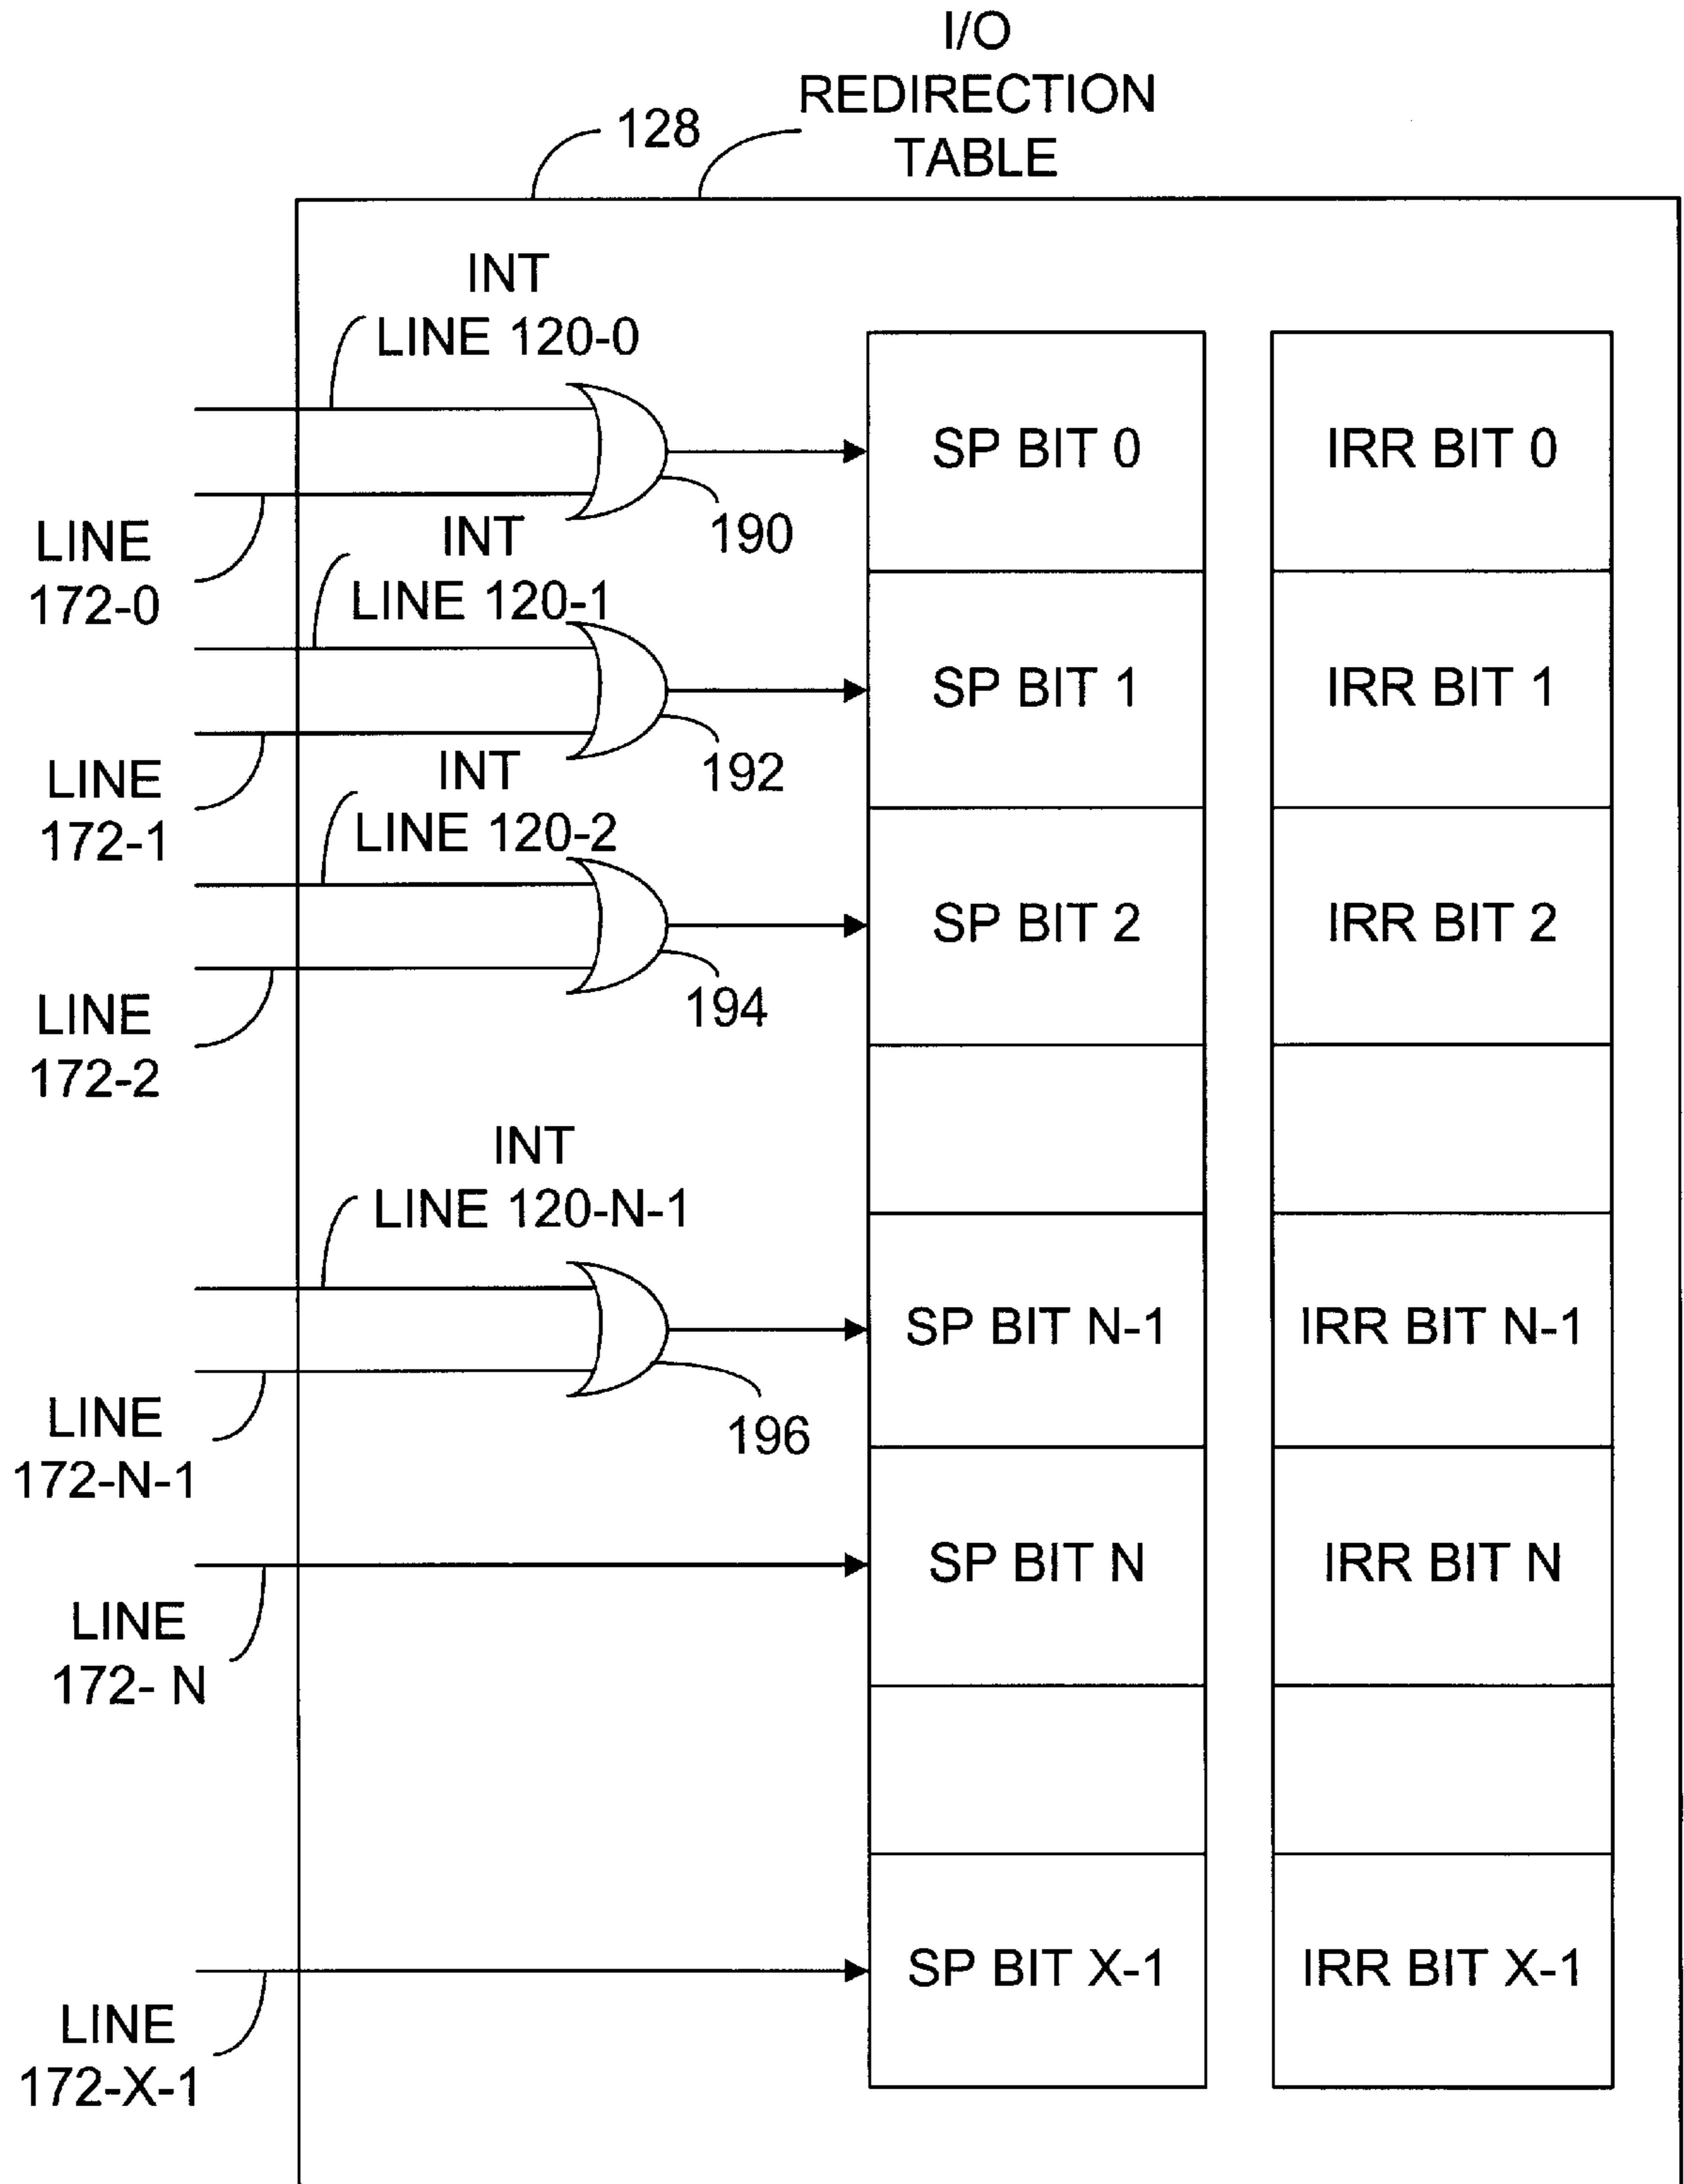 I/O
REDIRECTION
TABLE
128
INT
LINE 120-0
SP BIT 0
IRR BIT 0
190
LINE
172-0
INT
LINE 120-1
SP BIT 1
IRR BIT 1
192
LINE
172-1
INT
LINE 120-2
SP BIT 2
IRR BIT 2
194
LINE
172-2
INT
LINE 120-N-1
SP BIT N-1
IRR BIT N-1
196
LINE
172-N-1
SP BIT N
IRR BIT N
LINE
172- N
SP BIT X-1
IRR BIT X-1
LINE
172-X-1